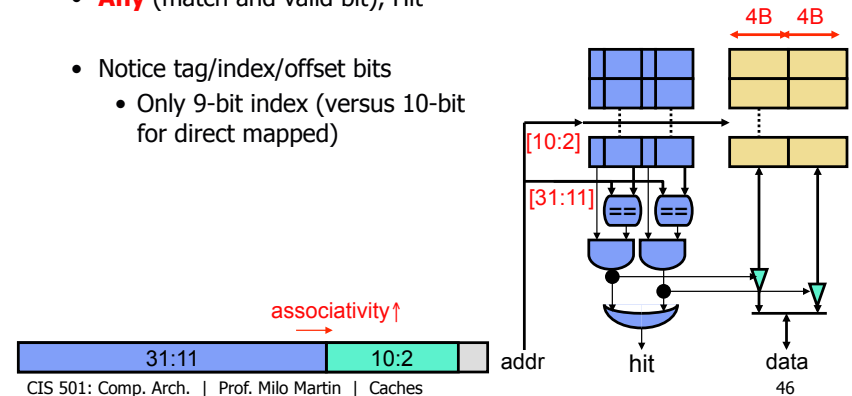 • Any (match and valid bit), Hit
• Notice tag/index/offset bits
• Only 9-bit index (versus 10-bit
for direct mapped)
4B 4B
[10:2]
[31:11]
== ==
associativity↑
31:11 10:2
addr hit data
CIS 501: Comp. Arch. | Prof. Milo Martin | Caches 46